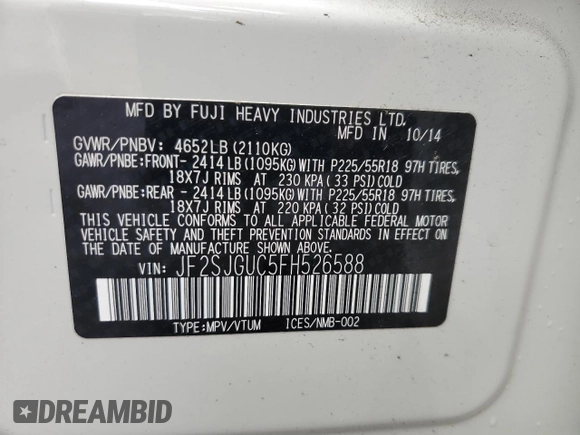 MFD BY FUJI HEAVY INDUSTRIES LTD.
MFD IN 10/14
GVWR/PNBV: 4652LB(2110KG)
GAWR/PNBE:FRONT- 2414LB(1095KG)WITH P225/55R18 97H TIRES,
18X7J RIMS AT 230 KPA(33 PSI)COLD
GAWR/PNBE:REAR - 2414LB(1095KG)WITH P225/55R18 97H TIRES,
18X7J RIMS AT 220 KPA(32 PSI)COLD
THIS VEHICLE CONFORMS TO ALL APPLICABLE FEDERAL MOTOR
VEHICLE SAFETY AND THEFT PREVENTION STANDARDS IN EFFECT
ON THE DATE OF MANUFACTURE SHOWN ABOVE.
VIN: JF2SJGUC5FH526588
TYPE:MPV/VTUM ICES/NMB-002
DREAMBID